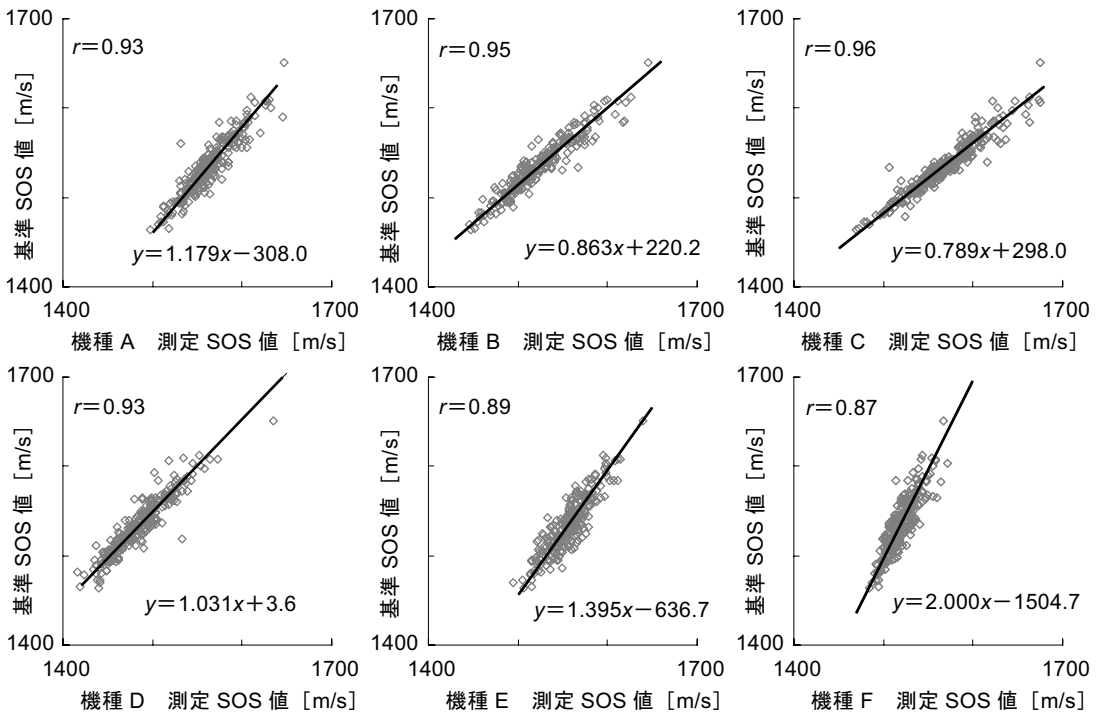 1700
r=0.93
基準 SOS 値［m/s］
y=1.179x−308.0
1400
1400
1700
機種 A　測定 SOS 値［m/s］
1700
r=0.95
基準 SOS 値［m/s］
y=0.863x+220.2
1400
1400
1700
機種 B　測定 SOS 値［m/s］
1700
r=0.96
基準 SOS 値［m/s］
y=0.789x+298.0
1400
1400
1700
機種 C　測定 SOS 値［m/s］
1700
r=0.93
基準 SOS 値［m/s］
y=1.031x+3.6
1400
1400
1700
機種 D　測定 SOS 値［m/s］
1700
r=0.89
基準 SOS 値［m/s］
y=1.395x−636.7
1400
1400
1700
機種 E　測定 SOS 値［m/s］
1700
r=0.87
基準 SOS 値［m/s］
y=2.000x−1504.7
1400
1400
1700
機種 F　測定 SOS 値［m/s］